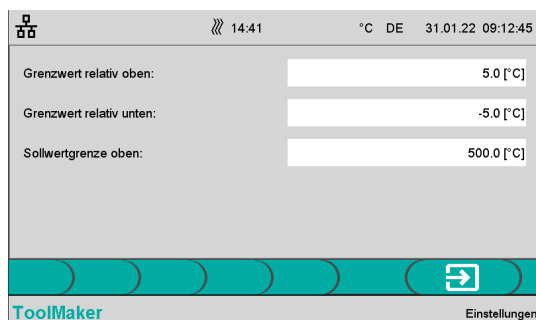 14:41 °C DE 31.01.22 09:12:45
Grenzwert relativ oben: 5.0 [°C]
Grenzwert relativ unten: -5.0 [°C]
Sollwertgrenze oben: 500.0 [°C]
ToolMaker Einstellungen